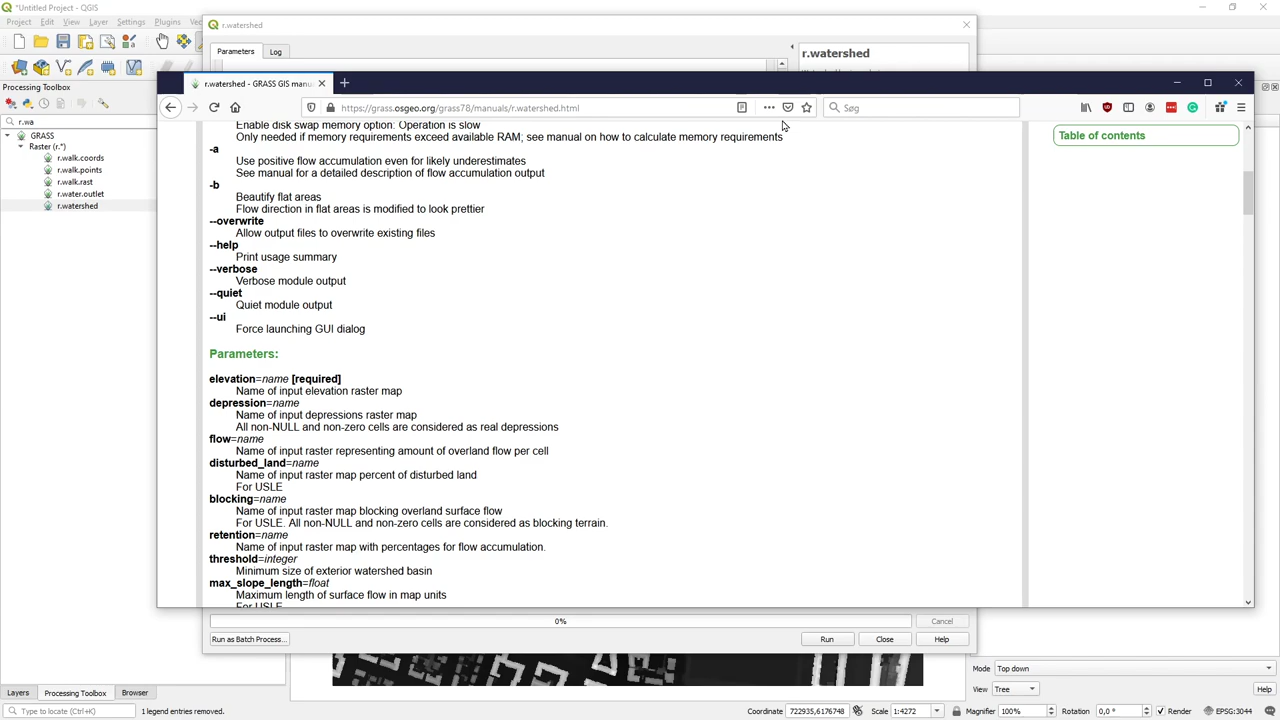 *Untitled Project - QGIS
Project Edit View Layer Settings Plugins
r.watershed
Parameters Log
r.watershed
Processing Toolbox
r.wa
GRASS
Raster (r.*)
r.walk.coords
r.walk.points
r.walk.rast
r.water.outlet
r.watershed
r.watershed - GRASS GIS manu
https://grass.osgeo.org/grass78/manuals/r.watershed.html
Søg
Table of contents
Enable disk swap memory option: Operation is slow
Only needed if memory requirements exceed available RAM; see manual on how to calculate memory requirements
-a
Use positive flow accumulation even for likely underestimates
See manual for a detailed description of flow accumulation output
-b
Beautify flat areas
Flow direction in flat areas is modified to look prettier
--overwrite
Allow output files to overwrite existing files
--help
Print usage summary
--verbose
Verbose module output
--quiet
Quiet module output
--ui
Force launching GUI dialog
Parameters:
elevation=name [required]
Name of input elevation raster map
depression=name
Name of input depressions raster map
All non-NULL and non-zero cells are considered as real depressions
flow=name
Name of input raster representing amount of overland flow per cell
disturbed_land=name
Name of input raster map percent of disturbed land
For USLE
blocking=name
Name of input raster map blocking overland surface flow
For USLE. All non-NULL and non-zero cells are considered as blocking terrain.
retention=name
Name of input raster map with percentages for flow accumulation.
threshold=integer
Minimum size of exterior watershed basin
max_slope_length=float
Maximum length of surface flow in map units
For USLE
0% Cancel
Run as Batch Process... Run Close Help
Mode Top down
View Tree Help
Layers Processing Toolbox Browser
Type to locate (Ctrl+K) 1 legend entries removed. Coordinate 722935,6176748 Scale 1:4272 Magnifier 100% Rotation 0,0 ° Render EPSG:3044